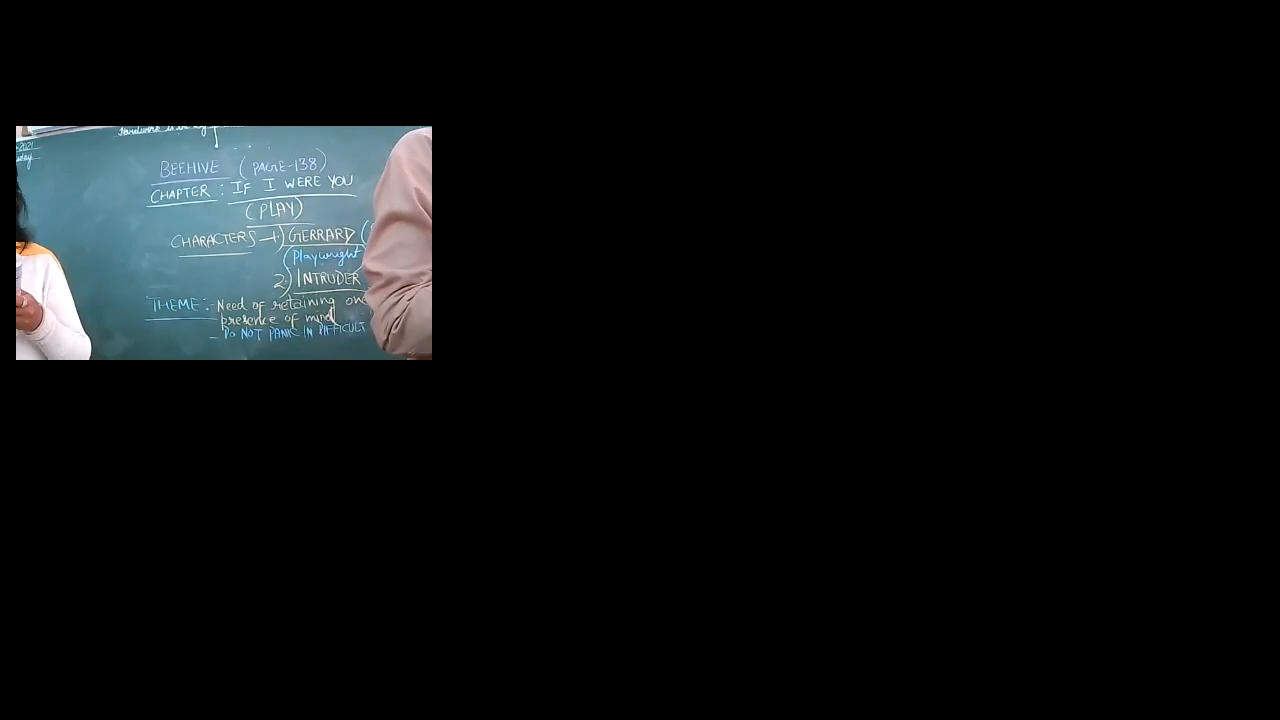 -2021
BEEHIVE (PAGE-138)
CHAPTER : IF I WERE YOU
(PLAY)
CHARACTERS → 1) GERRARD (
(Playwright
2) INTRUDER
THEME :- Need of retaining one
presence of mind
- DO NOT PANIC IN DIFFICULT